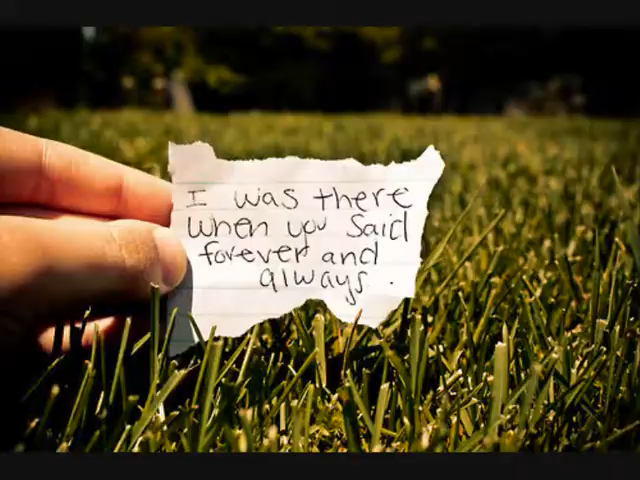 I was there
when you said
forever and
always.